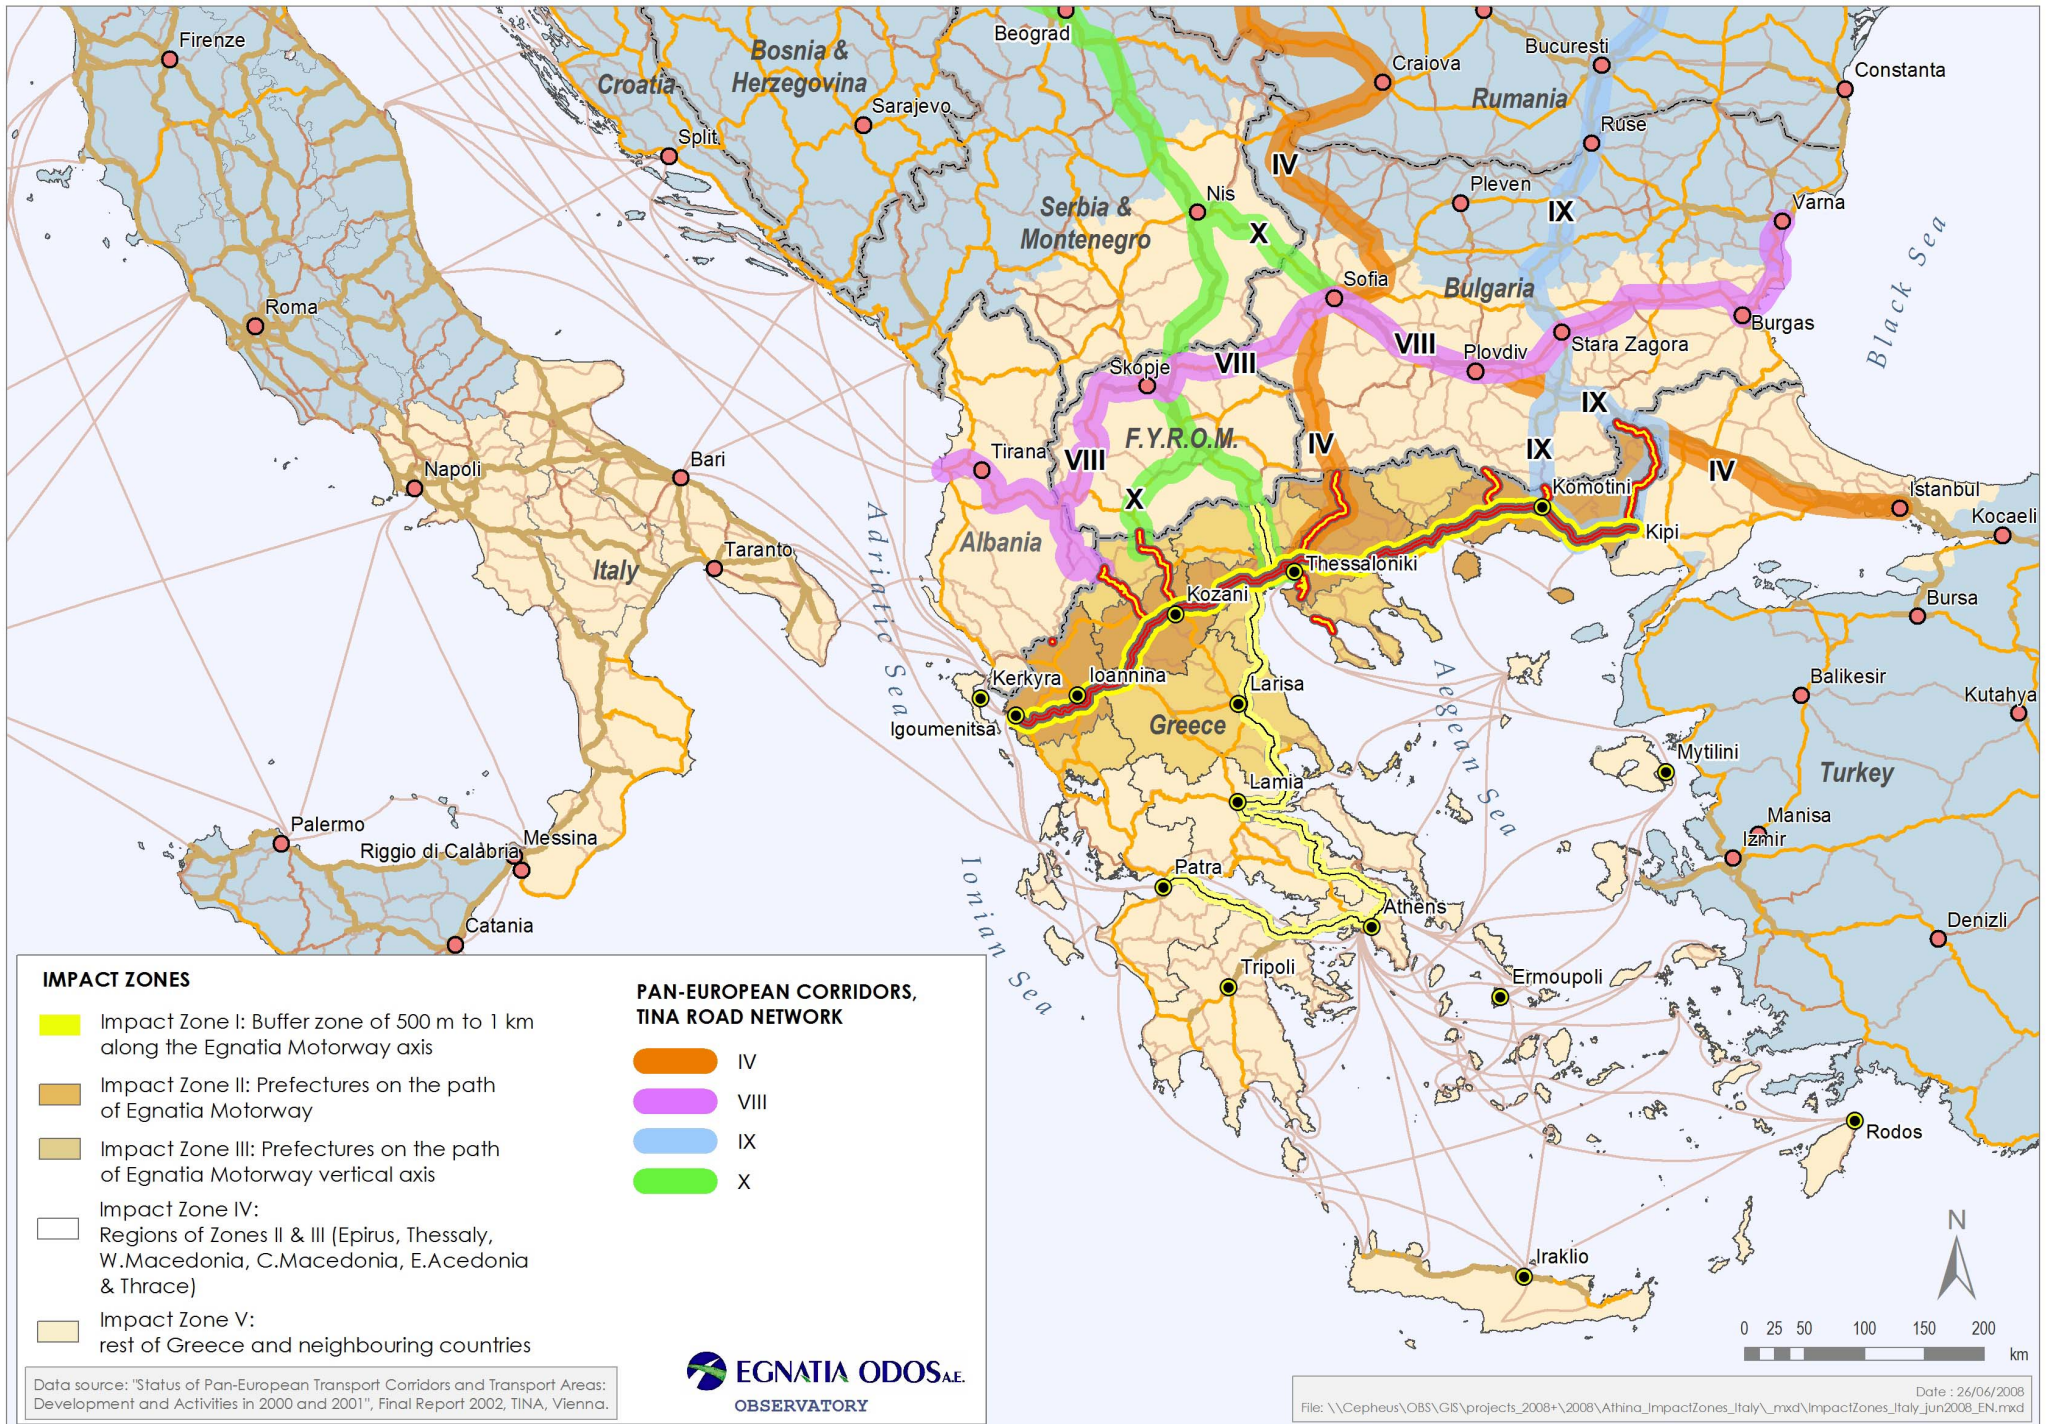 Firenze
Beograd
Bosnia &
Herzegovina
Croatia
Sarajevo
Split
Craiova
Bucuresti
Rumania
Constanta
Ruse
IV
Pleven
IX
Varna
Nis
Serbia &
Montenegro
X
Sofia
Bulgaria
Black Sea
Roma
Burgas
VIII
VIII
Plovdiv
Stara Zagora
Skopje
IX
F.Y.R.O.M.
IV
IX
Tirana
VIII
IV
Napoli
Bari
X
Komotini
Istanbul
Kocaeli
Adriatic Sea
Albania
Kipi
Taranto
Italy
Thessaloniki
Kozani
Bursa
Kerkyra
Ioannina
Larisa
Aegean Sea
Balikesir
Kutahya
Igoumenitsa
Greece
Mytilini
Turkey
Lamia
Manisa
Izmir
Palermo
Messina
Riggio di Calabria
Patra
Ionian Sea
Athens
Catania
Denizli
Tripoli
Ermoupoli
Rodos
Iraklio
N
0 25 50 100 150 200
km
IMPACT ZONES
Impact Zone I: Buffer zone of 500 m to 1 km
along the Egnatia Motorway axis
Impact Zone II: Prefectures on the path
of Egnatia Motorway
Impact Zone III: Prefectures on the path
of Egnatia Motorway vertical axis
Impact Zone IV:
Regions of Zones II & III (Epirus, Thessaly,
W.Macedonia, C.Macedonia, E.Acedonia
& Thrace)
Impact Zone V:
rest of Greece and neighbouring countries
PAN-EUROPEAN CORRIDORS,
TINA ROAD NETWORK
IV
VIII
IX
X
EGNATIA ODOS A.E.
OBSERVATORY
Data source: "Status of Pan-European Transport Corridors and Transport Areas:
Development and Activities in 2000 and 2001", Final Report 2002, TINA, Vienna.
Date : 26/06/2008
File: \\Cepheus\OBS\GIS\projects_2008+\2008\Athina_ImpactZones_Italy\_mxd\ImpactZones_Italy_jun2008_EN.mxd